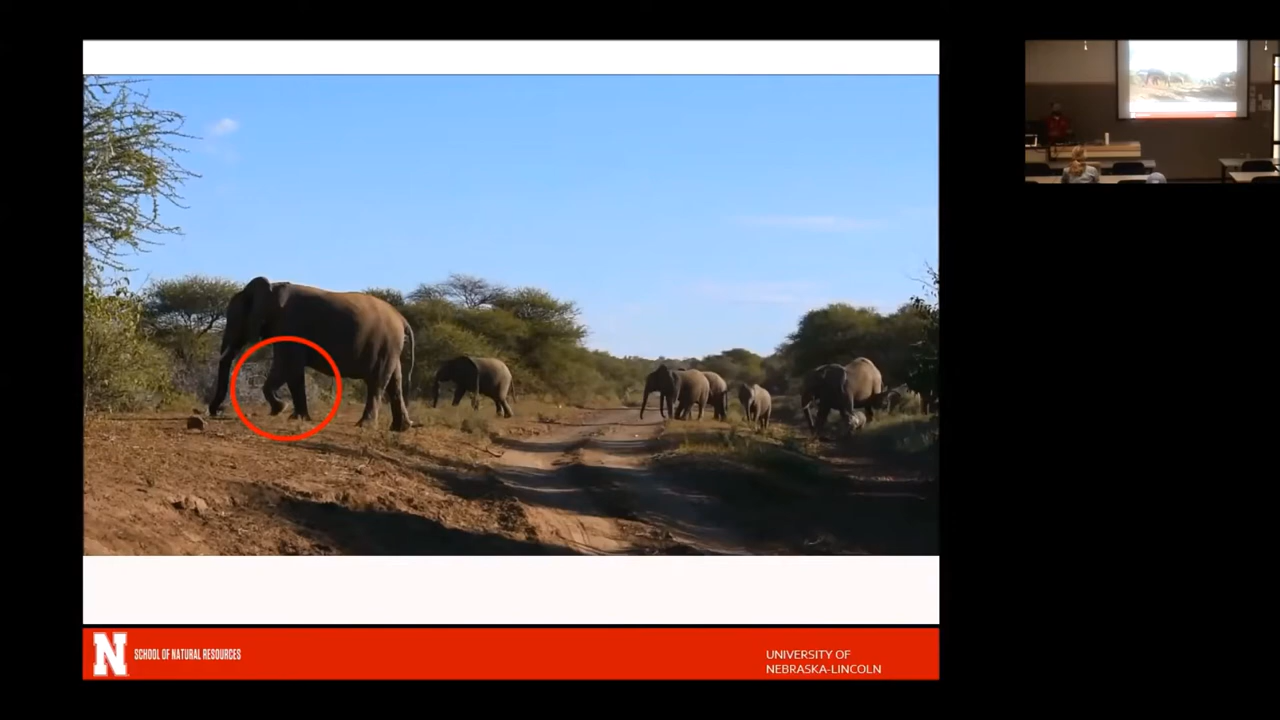 N
SCHOOL OF NATURAL RESOURCES
UNIVERSITY OF
NEBRASKA-LINCOLN